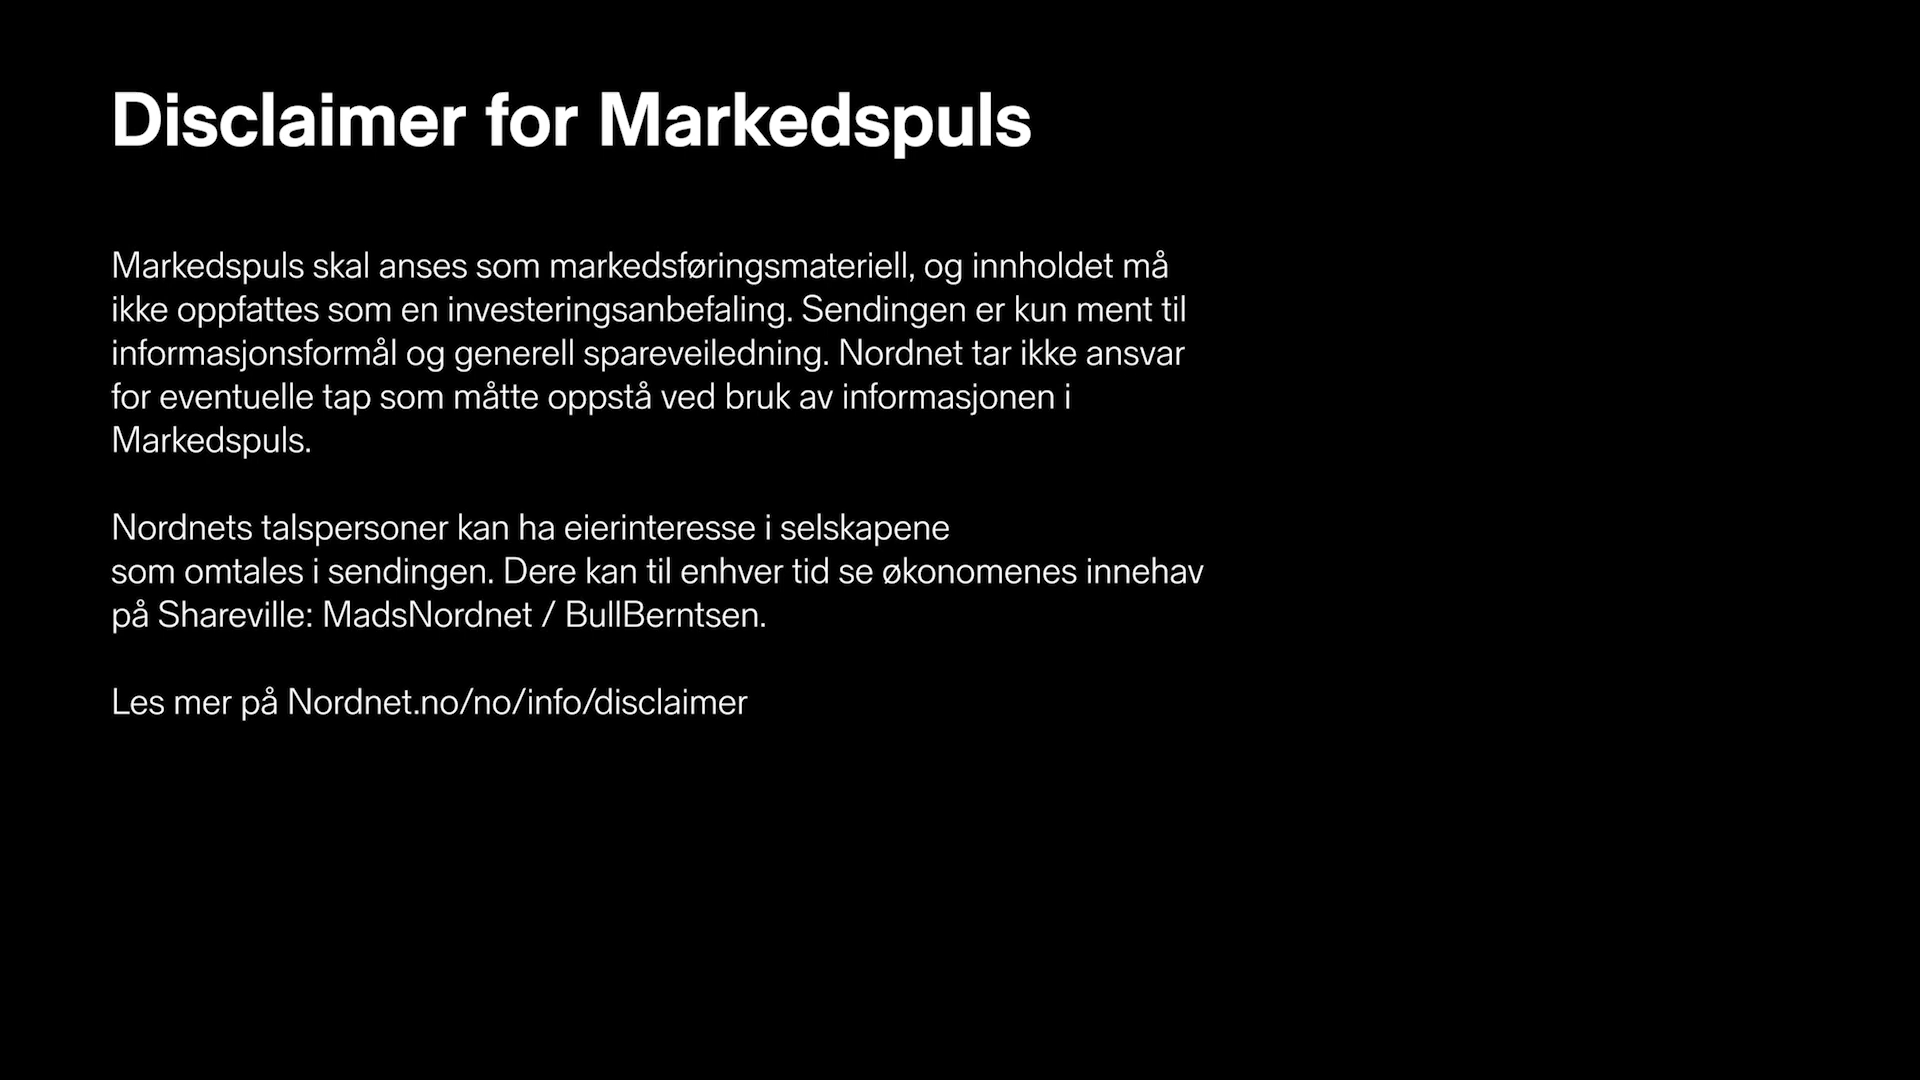 Disclaimer for Markedspuls
Markedspuls skal anses som markedsføringsmateriell, og innholdet må
ikke oppfattes som en investeringsanbefaling. Sendingen er kun ment til
informasjonsformål og generell spareveiledning. Nordnet tar ikke ansvar
for eventuelle tap som måtte oppstå ved bruk av informasjonen i
Markedspuls.
Nordnets talspersoner kan ha eierinteresse i selskapene
som omtales i sendingen. Dere kan til enhver tid se økonomenes innehav
på Shareville: MadsNordnet / BullBerntsen.
Les mer på Nordnet.no/no/info/disclaimer